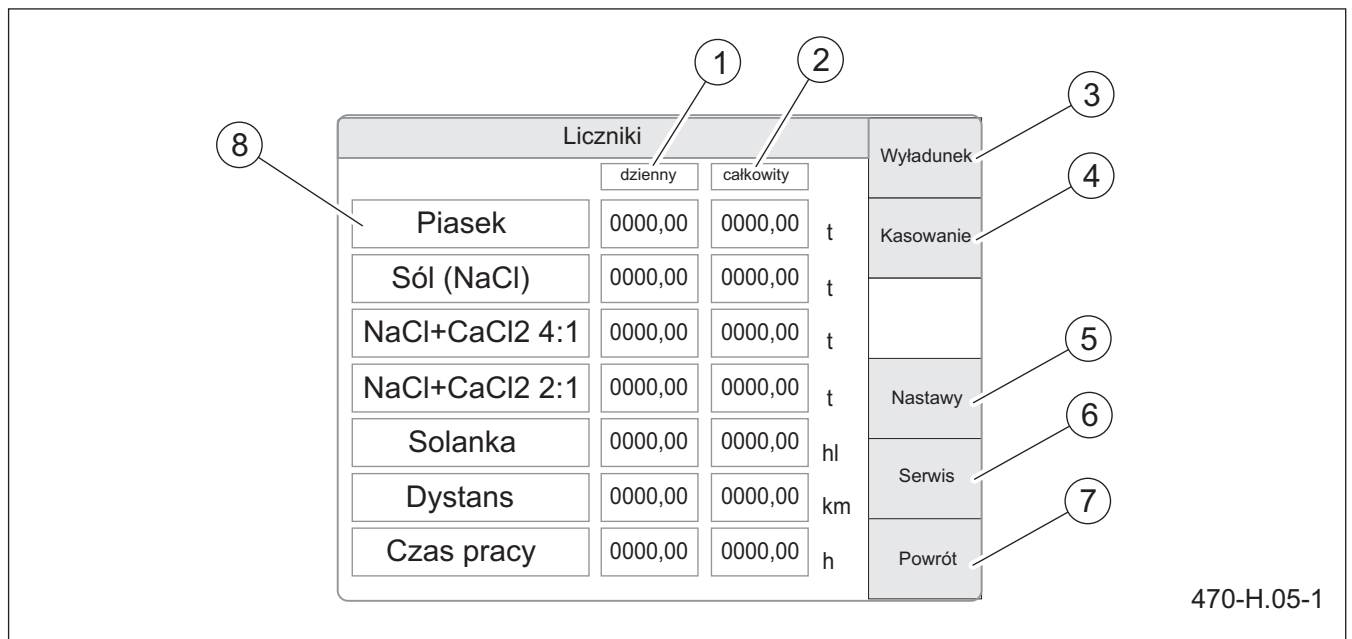 1
2
3
8
Liczniki
Wyładunek
dzienny całkowity
4
Piasek 0000,00 0000,00 t
Kasowanie
Sól (NaCl) 0000,00 0000,00 t
NaCl+CaCl2 4:1 0000,00 0000,00 t
5
NaCl+CaCl2 2:1 0000,00 0000,00 t
Nastawy
6
Solanka 0000,00 0000,00 hl
Serwis
Dystans 0000,00 0000,00 km
7
Czas pracy 0000,00 0000,00 h
Powrót
470-H.05-1